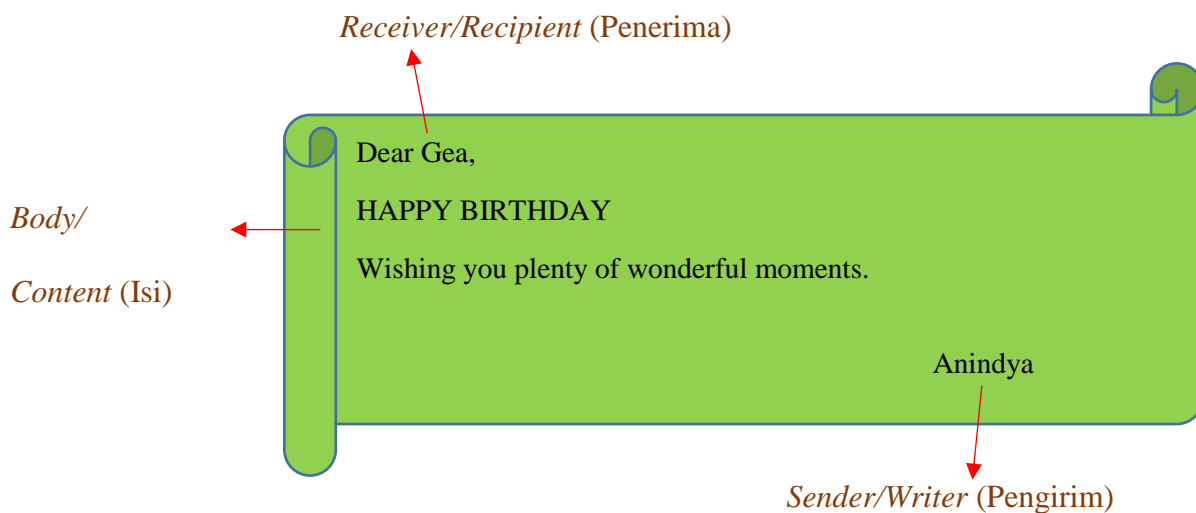 Receiver/Recipient (Penerima)
Dear Gea,
HAPPY BIRTHDAY
Wishing you plenty of wonderful moments.
Body/
Content (Isi)
Anindya
Sender/Writer (Pengirim)